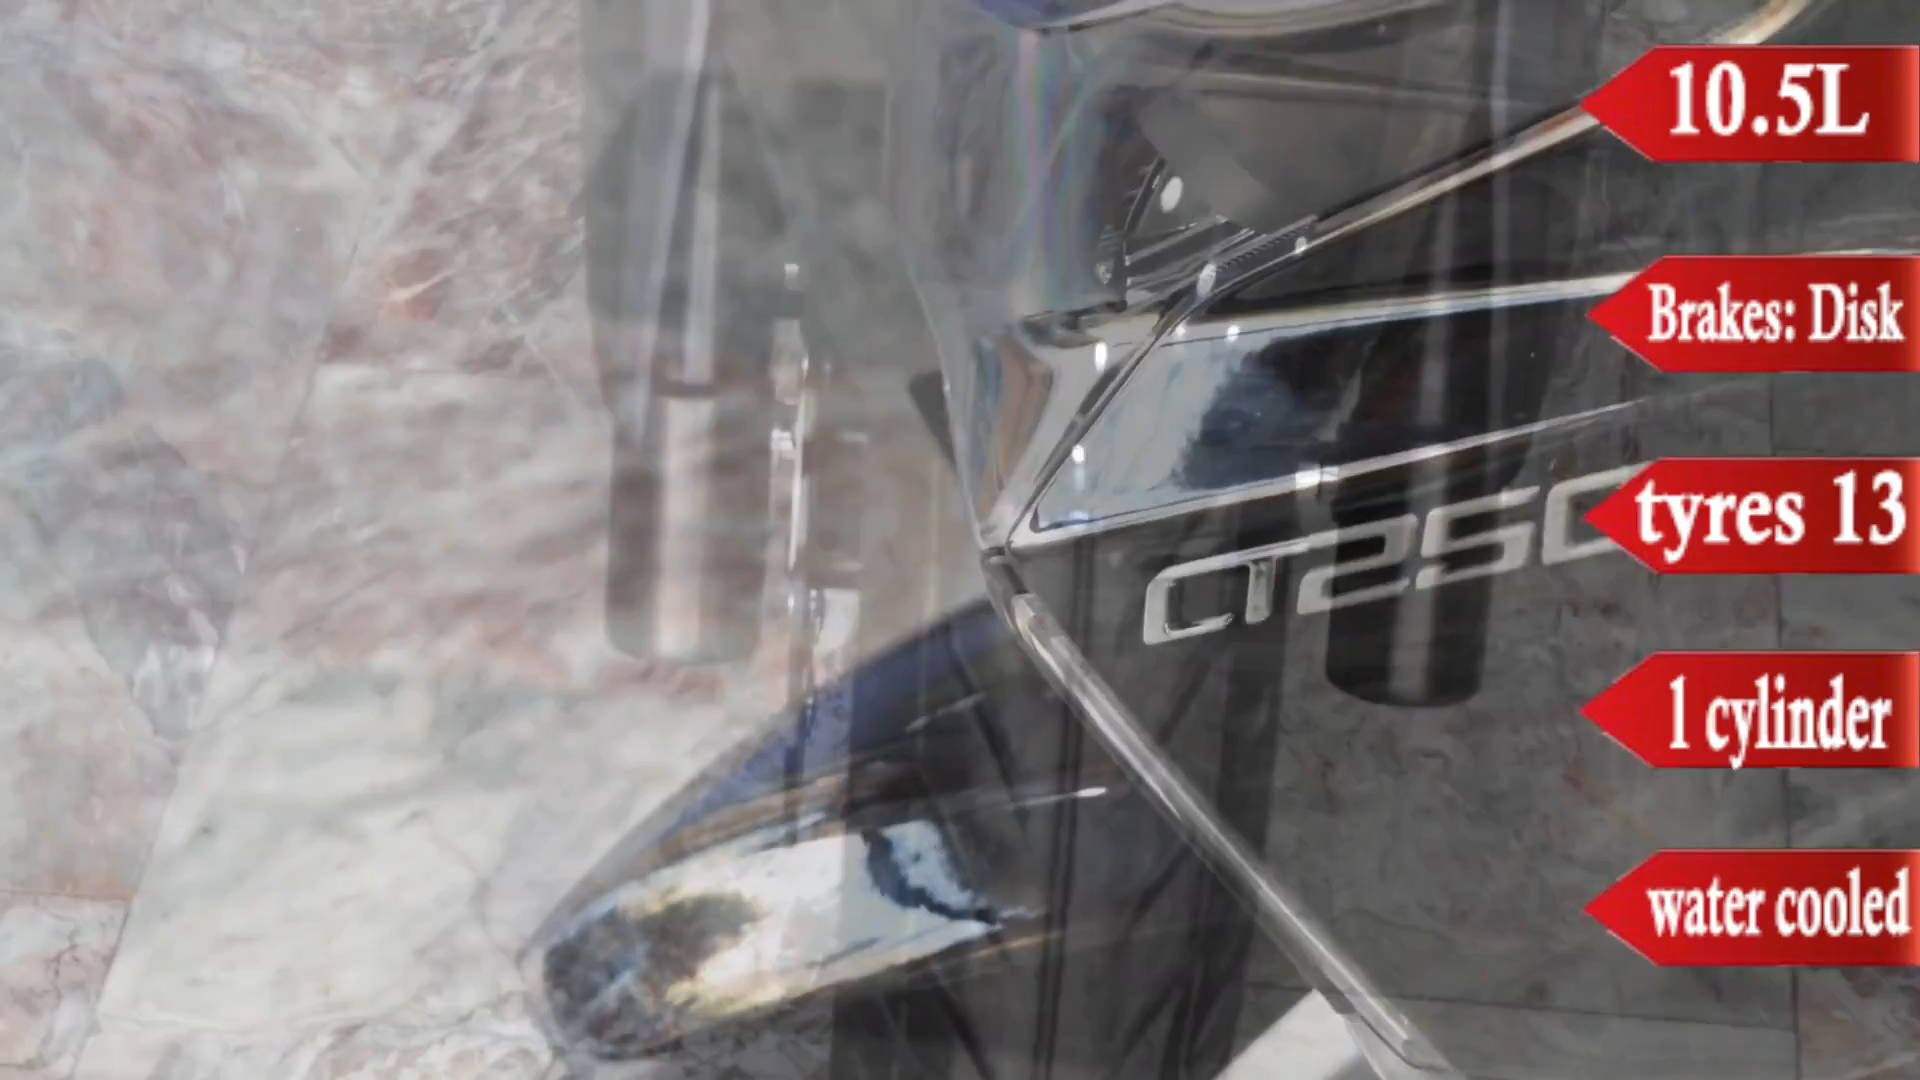 10.5L
Brakes: Disk
CT250
tyres 13
1 cylinder
water cooled